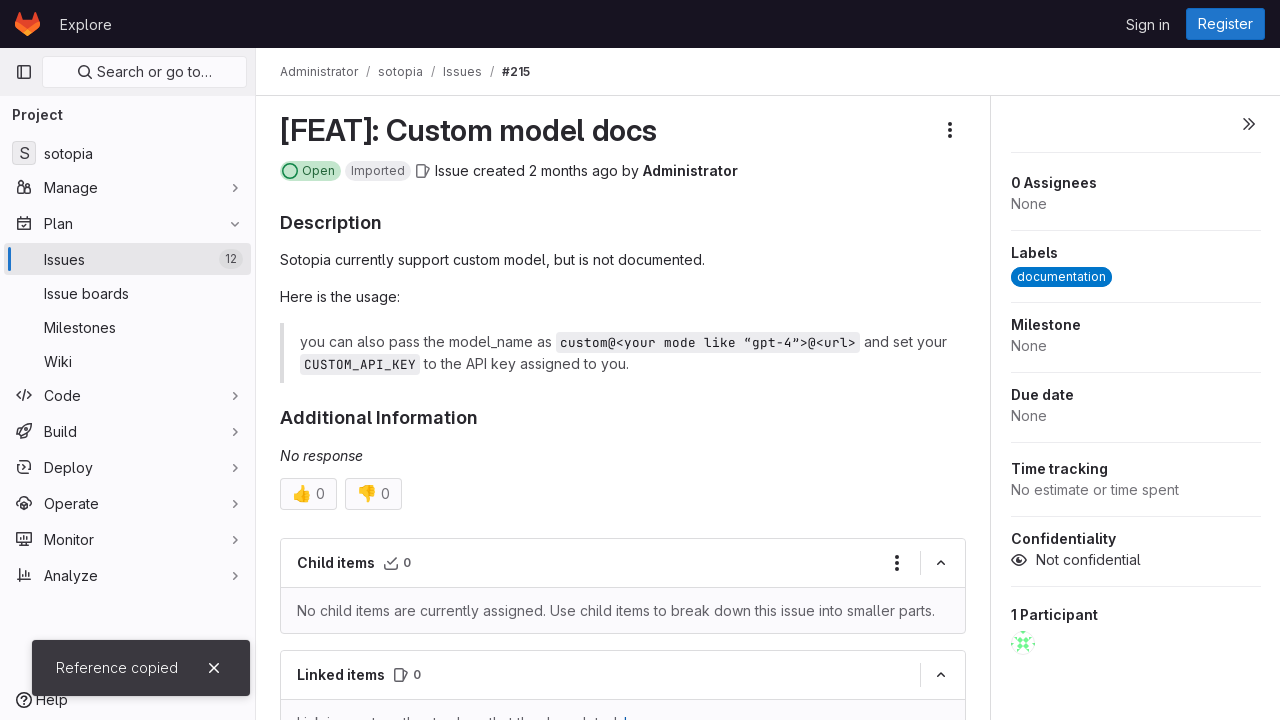 Explore
Sign in
Register
Search or go to…
Administrator / sotopia / Issues / #215
Project
S sotopia
Manage
Plan
Issues 12
Issue boards
Milestones
Wiki
Code
Build
Deploy
Operate
Monitor
Analyze
Reference copied
Help
[FEAT]: Custom model docs
Open Imported Issue created 2 months ago by Administrator
Description
Sotopia currently support custom model, but is not documented.
Here is the usage:
you can also pass the model_name as custom@<your mode like “gpt-4”>@<url> and set your
CUSTOM_API_KEY to the API key assigned to you.
Additional Information
No response
👍 0 👎 0
Child items 0
No child items are currently assigned. Use child items to break down this issue into smaller parts.
Linked items 0
0 Assignees
None
Labels
documentation
Milestone
None
Due date
None
Time tracking
No estimate or time spent
Confidentiality
Not confidential
1 Participant